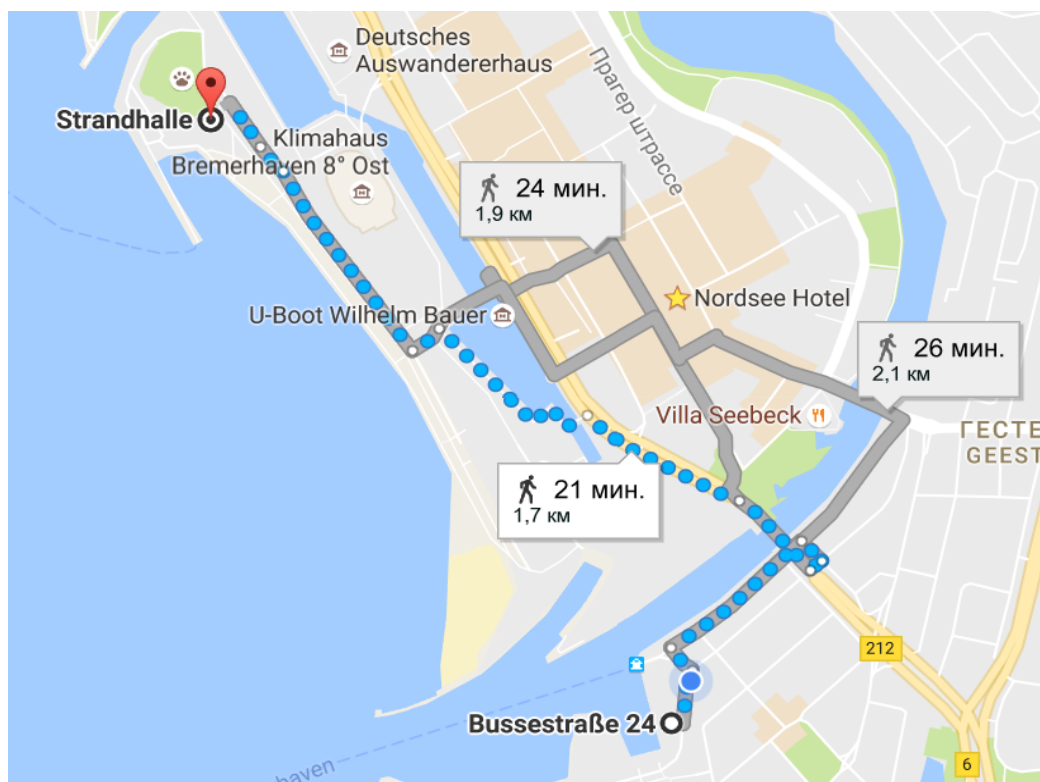 Deutsches
Auswandererhaus
Strandhalle
Klimahaus
Bremerhaven 8° Ost
Прагер штрассе
24 мин.
1,9 км
Nordsee Hotel
U-Boot Wilhelm Bauer
26 мин.
2,1 км
Villa Seebeck
ГЕСТЕ
GEEST
21 мин.
1,7 км
212
Bussestraße 24
6
haven